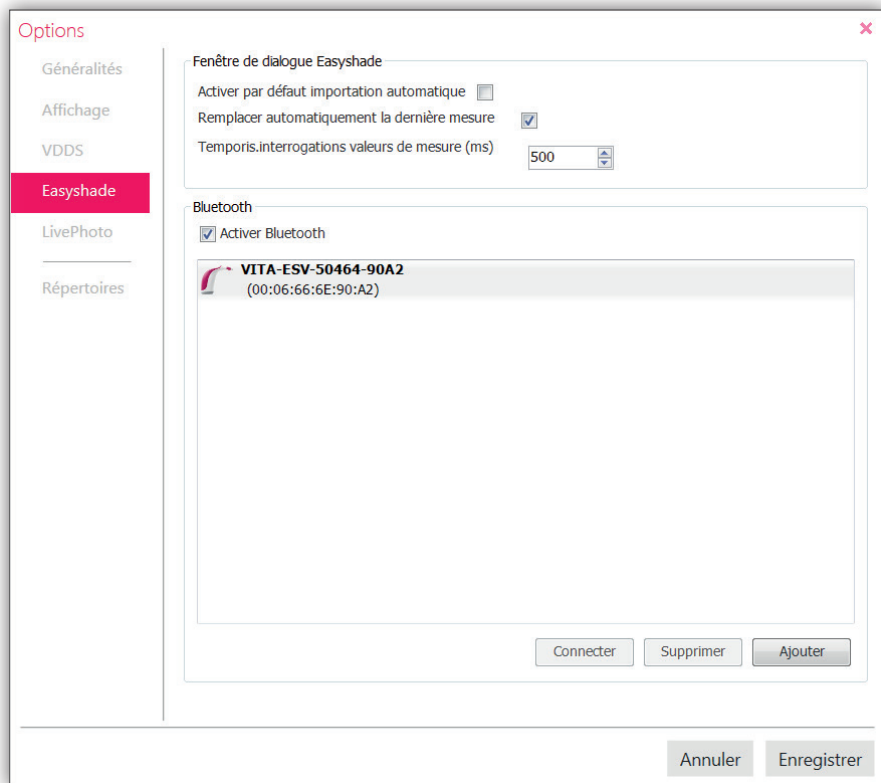 Options
Généralités
Affichage
VDDS
Easyshade
LivePhoto
Répertoires
Fenêtre de dialogue Easyshade
Activer par défaut importation automatique
Remplacer automatiquement la dernière mesure
Temporis.interrogations valeurs de mesure (ms)
500
Bluetooth
Activer Bluetooth
VITA-ESV-50464-90A2
(00:06:66:6E:90:A2)
Connecter
Supprimer
Ajouter
Annuler
Enregistrer